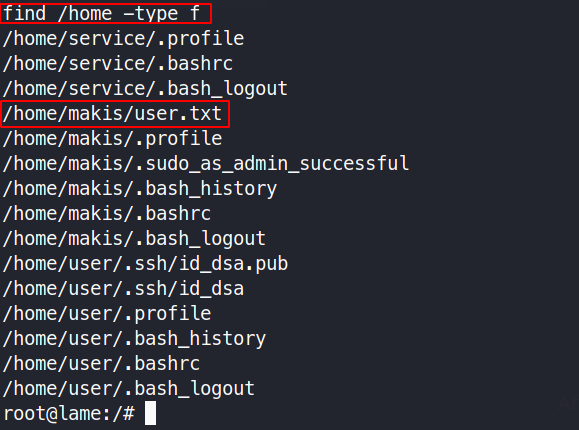 find /home -type f
/home/service/.profile
/home/service/.bashrc
/home/service/.bash_logout
/home/makis/user.txt
/home/makis/.profile
/home/makis/.sudo_as_admin_successful
/home/makis/.bash_history
/home/makis/.bashrc
/home/makis/.bash_logout
/home/user/.ssh/id_dsa.pub
/home/user/.ssh/id_dsa
/home/user/.profile
/home/user/.bash_history
/home/user/.bashrc
/home/user/.bash_logout
root@lame:/#